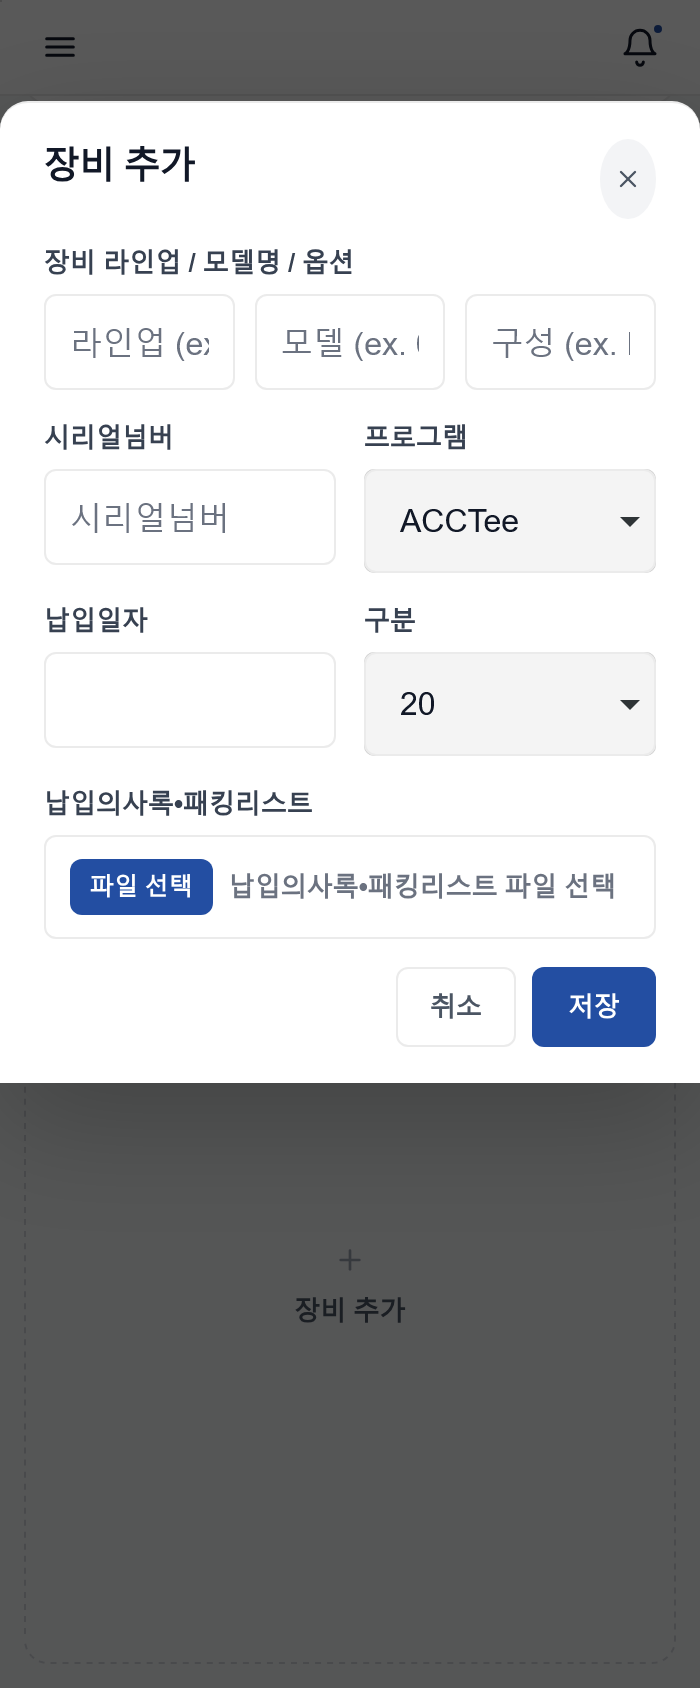 장비 추가
장비 라인업 / 모델명 / 옵션
라인업 (ex 모델 (ex. 구성 (ex.
시리얼넘버 프로그램
시리얼넘버 ACCTee
납입일자 구분
20
납입의사록•패킹리스트
파일 선택 납입의사록•패킹리스트 파일 선택
취소 저장
장비 추가